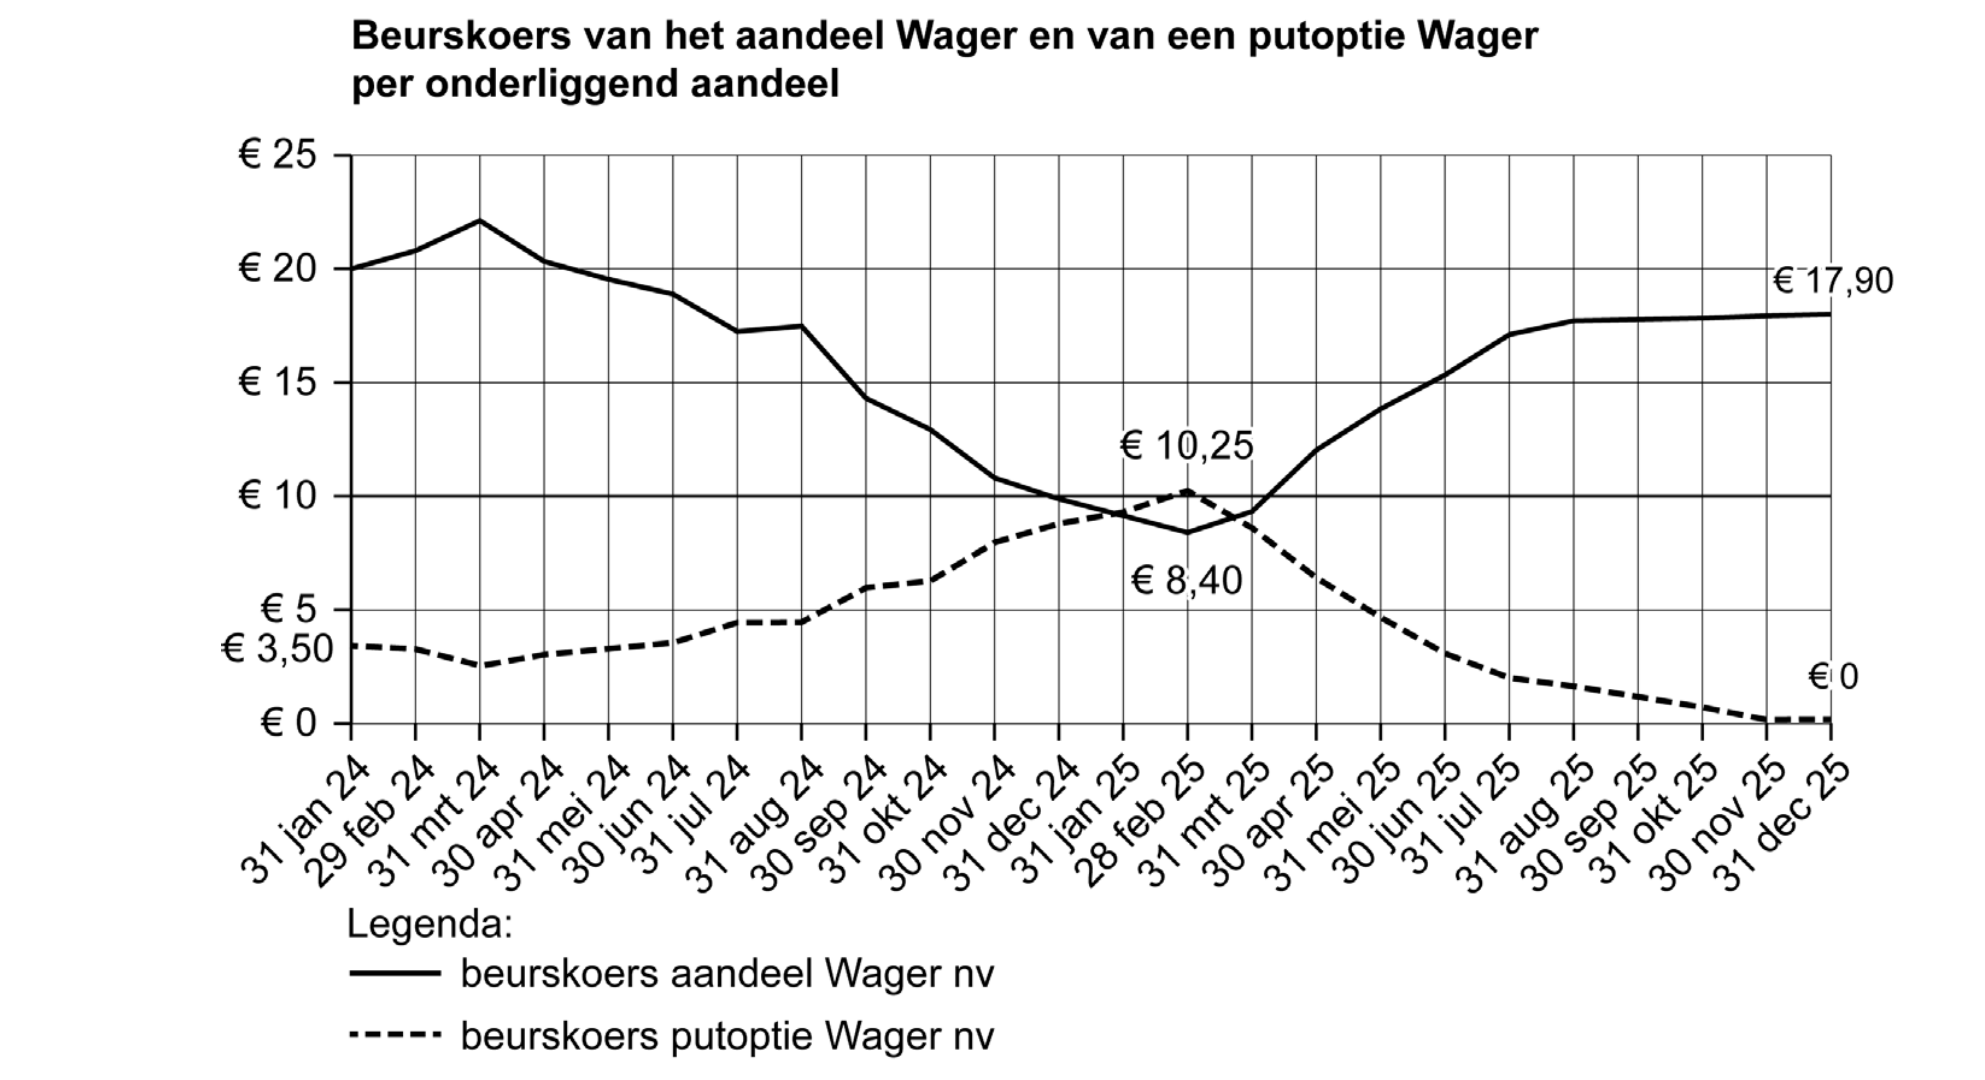 Beurskoers van het aandeel Wager en van een putoptie Wager
per onderliggend aandeel
€ 25
€ 20
€ 17,90
€ 15
€ 10,25
€ 10
€ 8,40
€ 5
€ 3,50
€ 0
€ 0
31 jan 24
29 feb 24
31 mrt 24
30 apr 24
31 mei 24
30 jun 24
31 jul 24
31 aug 24
30 sep 24
31 okt 24
30 nov 24
31 dec 24
31 jan 25
28 feb 25
31 mrt 25
30 apr 25
31 mei 25
30 jun 25
31 jul 25
31 aug 25
30 sep 25
31 okt 25
30 nov 25
31 dec 25
Legenda:
beurskoers aandeel Wager nv
beurskoers putoptie Wager nv